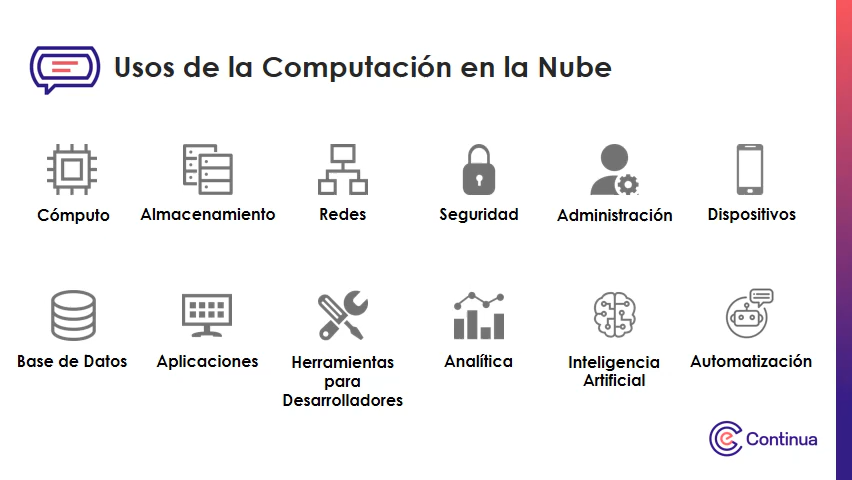 Usos de la Computación en la Nube
Cómputo
Almacenamiento
Redes
Seguridad
Administración
Dispositivos
Base de Datos
Aplicaciones
Herramientas
para
Desarrolladores
Analítica
Inteligencia
Artificial
Automatización
Continua